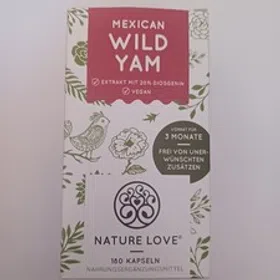 MEXICAN
WILD
YAM
EXTRAKT MIT 20% DIOSGENIN
VEGAN
VORRAT FÜR
3 MONATE
FREI VON UNER-
WÜNSCHTEN
ZUSÄTZEN
NATURE LOVE®
180 KAPSELN
NAHRUNGSERGÄNZUNGSMITTEL